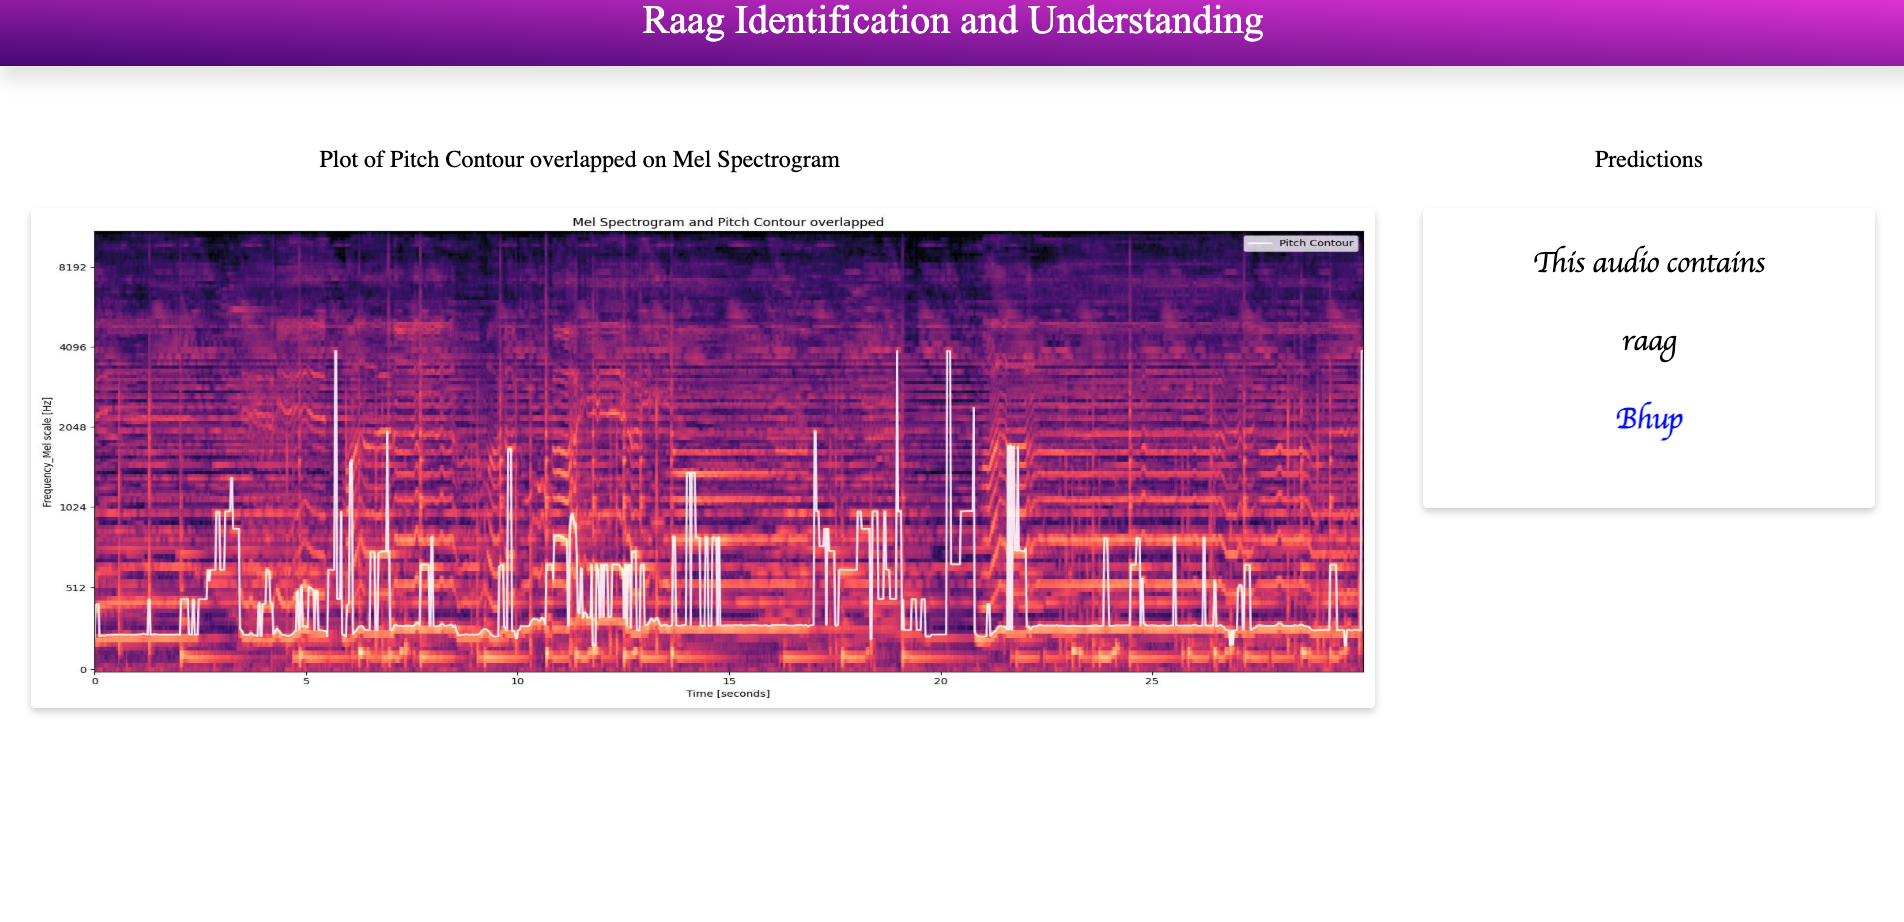 Raag Identification and Understanding
Plot of Pitch Contour overlapped on Mel Spectrogram
Mel Spectrogram and Pitch Contour overlapped
Pitch Contour
Frequency_Mel scale [Hz]
8192
4096
2048
1024
512
0
0 5 10 15 20 25
Time [seconds]
Predictions
This audio contains
raag
Bhup